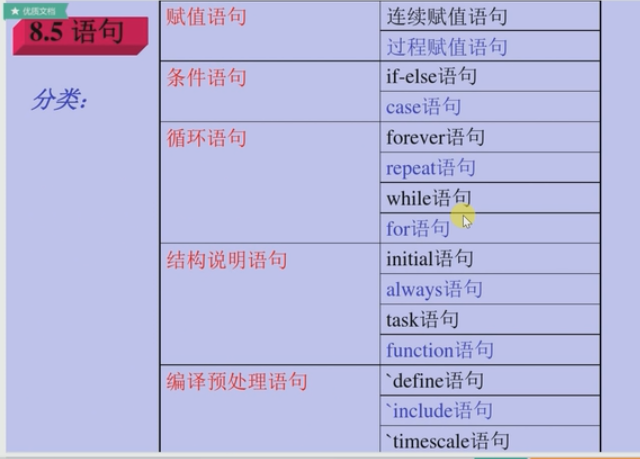 优质文档
8.5 语句
分类：
赋值语句
连续赋值语句
过程赋值语句
条件语句
if-else语句
case语句
循环语句
forever语句
repeat语句
while语句
for语句
结构说明语句
initial语句
always语句
task语句
function语句
编译预处理语句
`define语句
`include语句
`timescale语句